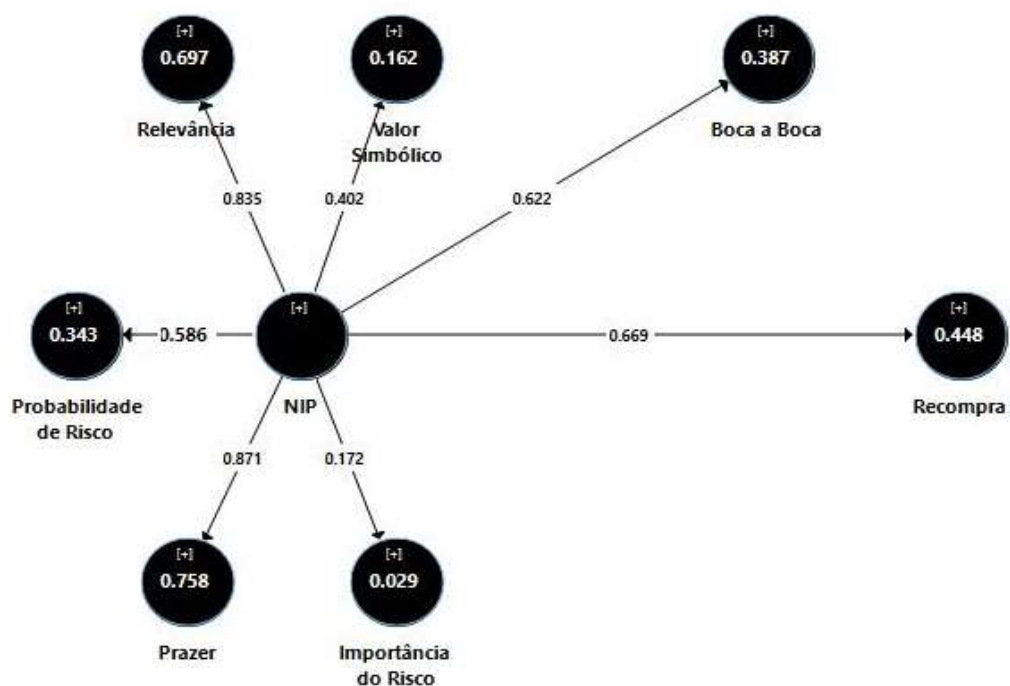 [+]
0.697
Relevância
[+]
0.162
Valor
Simbólico
[+]
0.387
Boca a Boca
0.835
0.402
0.622
[+]
0.343
Probabilidade
de Risco
0.586
[+]
NIP
0.669
[+]
0.448
Recompra
0.871
0.172
[+]
0.758
Prazer
[+]
0.029
Importância
do Risco